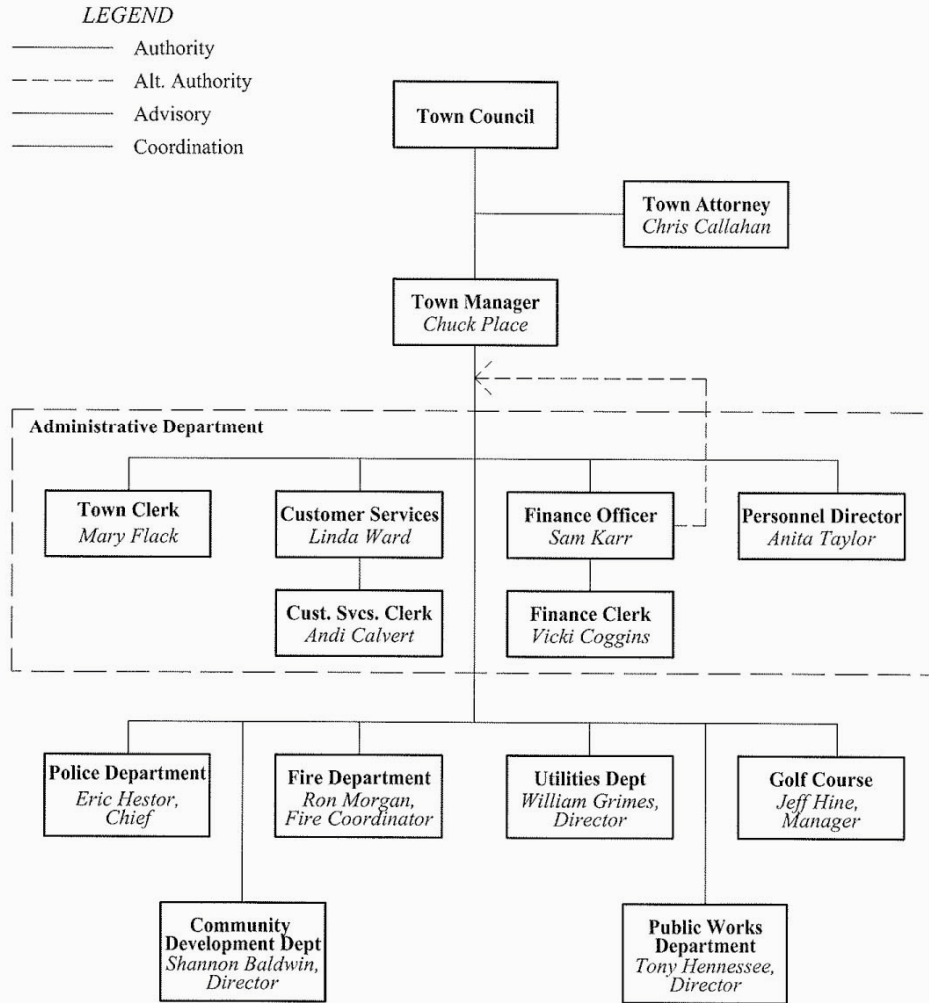 LEGEND
Authority
Alt. Authority
Advisory
Coordination
Town Council
Town Attorney
Chris Callahan
Town Manager
Chuck Place
Administrative Department
Town Clerk
Mary Flack
Customer Services
Linda Ward
Finance Officer
Sam Karr
Personnel Director
Anita Taylor
Cust. Svcs. Clerk
Andi Calvert
Finance Clerk
Vicki Coggins
Police Department
Eric Hestor,
Chief
Fire Department
Ron Morgan,
Fire Coordinator
Utilities Dept
William Grimes,
Director
Golf Course
Jeff Hine,
Manager
Community
Development Dept
Shannon Baldwin,
Director
Public Works
Department
Tony Hennessee,
Director